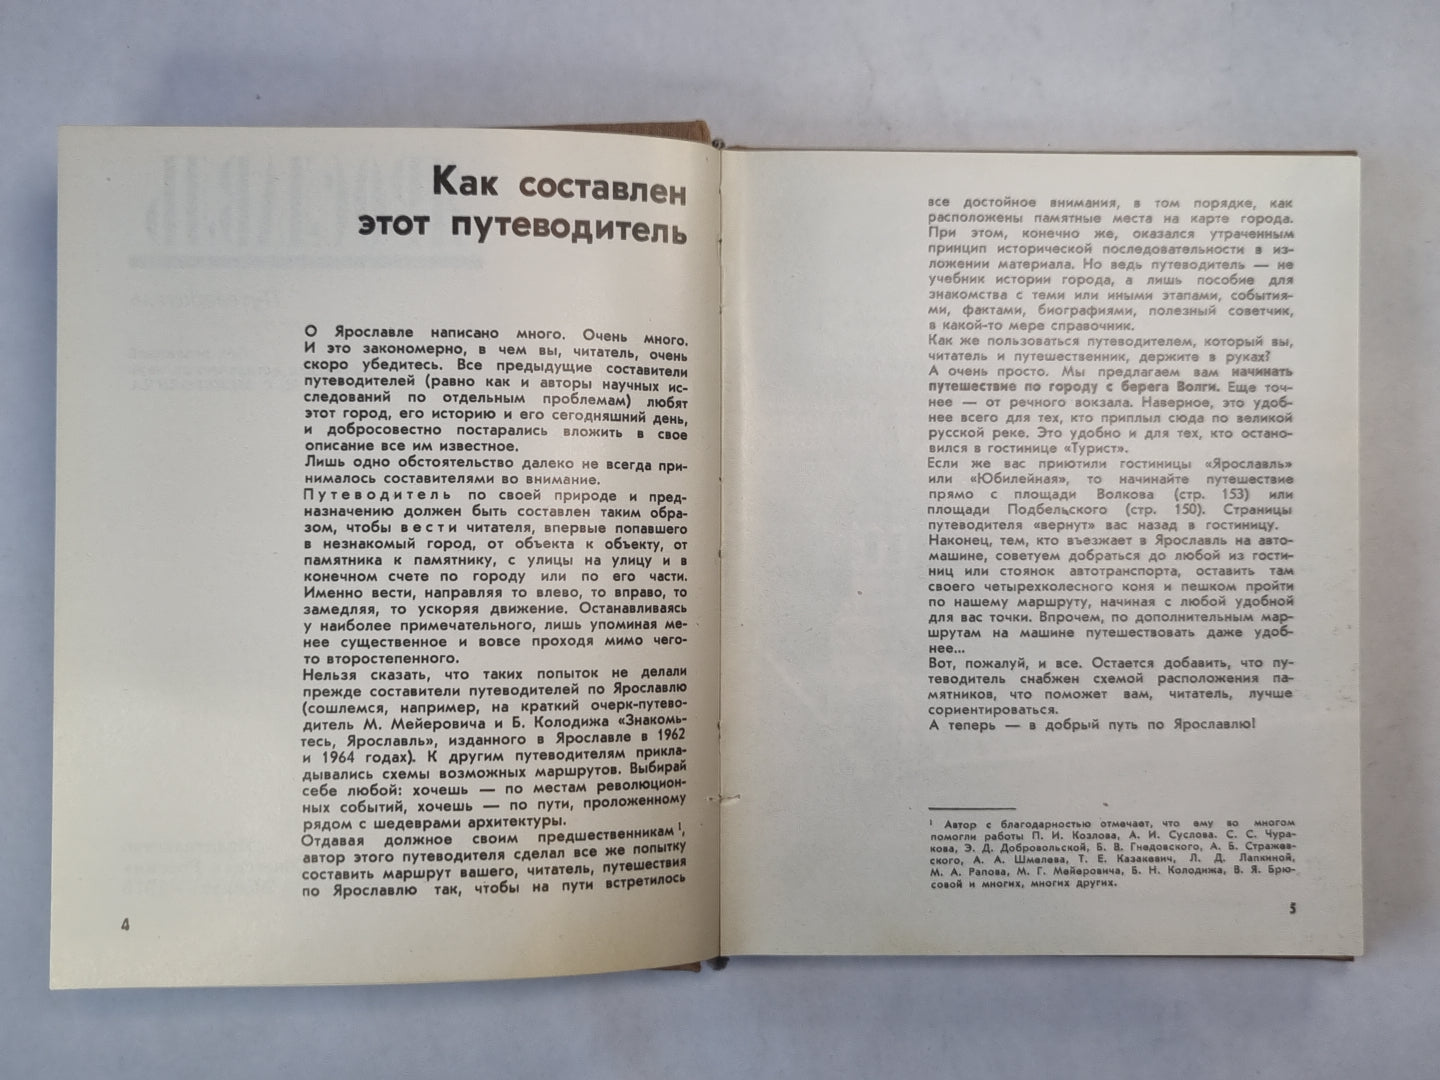 Как составлен
этот путеводитель
О Ярославле написано много. Очень много.
И это закономерно, в чем вы, читатель, очень
скоро убедитесь. Все предыдущие составители
путеводителей (равно как и авторы научных ис-
следований по отдельным проблемам) любят
этот город, его историю и его сегодняшний день,
и добросовестно постарались вложить в свое
описание все им известное.
Лишь одно обстоятельство далеко не всегда при-
нималось составителями во внимание.
Путеводитель по своей природе и пред-
назначению должен быть составлен таким обра-
зом, чтобы вести читателя, впервые попавшего
в незнакомый город, от объекта к объекту, от
памятника к памятнику, с улицы на улицу и в
конечном счете по городу или по его части.
Именно вести, направляя то влево, то вправо, то
замедляя, то ускоряя движение. Останавливаясь
у наиболее примечательного, лишь упоминая ме-
нее существенное и вовсе проходя мимо чего-
то второстепенного.
Нельзя сказать, что таких попыток не делали
прежде составители путеводителей по Ярославлю
(сошлемся, например, на краткий очерк-путево-
дитель М. Мейеровича и Б. Колодижа «Знакомь-
тесь, Ярославль», изданного в Ярославле в 1962
и 1964 годах). К другим путеводителям прикла-
дывались схемы возможных маршрутов. Выбирай
себе любой: хочешь — по местам революцион-
ных событий, хочешь — по пути, проложенному
рядом с шедеврами архитектуры.
Отдавая должное своим предшественникам¹,
автор этого путеводителя сделал все же попытку
составить маршрут вашего, читатель, путешествия
по Ярославлю так, чтобы на пути встретилось
4
все достойное внимания, в том порядке, как
расположены памятные места на карте города.
При этом, конечно же, оказался утраченным
принцип исторической последовательности в из-
ложении материала. Но ведь путеводитель — не
учебник истории города, а лишь пособие для
знакомства с теми или иными этапами, события-
ми, фактами, биографиями, полезный советчик,
в какой-то мере справочник.
Как же пользоваться путеводителем, который вы,
читатель и путешественник, держите в руках?
А очень просто. Мы предлагаем вам начинать
путешествие по городу с берега Волги. Еще точ-
нее — от речного вокзала. Наверное, это удоб-
нее всего для тех, кто приплыл сюда по великой
русской реке. Это удобно и для тех, кто остано-
вился в гостинице «Турист».
Если же вас приютили гостиницы «Ярославль»
или «Юбилейная», то начинайте путешествие
прямо с площади Волкова (стр. 153) или
площади Подбельского (стр. 150). Страницы
путеводителя «вернут» вас назад в гостиницу.
Наконец, тем, кто въезжает в Ярославль на авто-
машине, советуем добраться до любой из гости-
ниц или стоянок автотранспорта, оставить там
своего четырехколесного коня и пешком пройти
по нашему маршруту, начиная с любой удобной
для вас точки. Впрочем, по дополнительным мар-
шрутам на машине путешествовать даже удоб-
нее...
Вот, пожалуй, и все. Остается добавить, что пу-
теводитель снабжен схемой расположения па-
мятников, что поможет вам, читатель, лучше
сориентироваться.
А теперь — в добрый путь по Ярославлю!
¹ Автор с благодарностью отмечает, что ему во многом
помогли работы П. И. Козлова, А. И. Суслова. С. С. Чура-
кова, Э. Д. Добровольской, Б. В. Гнедовского, А. Б. Стражев-
ского, А. А. Шмелева, Т. Е. Казакевич, Л. Д. Лапкиной,
М. А. Рапова, М. Г. Мейеровича, Б. Н. Колодижа, В. Я. Брю-
совой и многих, многих других.
5